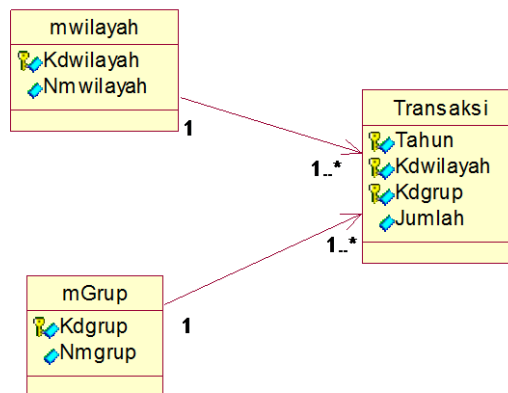 mwilayah
Kdwilayah
Nmwilayah
1
1..*
Transaksi
Tahun
Kdwilayah
Kdgrup
Jumlah
1..*
1
mGrup
Kdgrup
Nmgrup